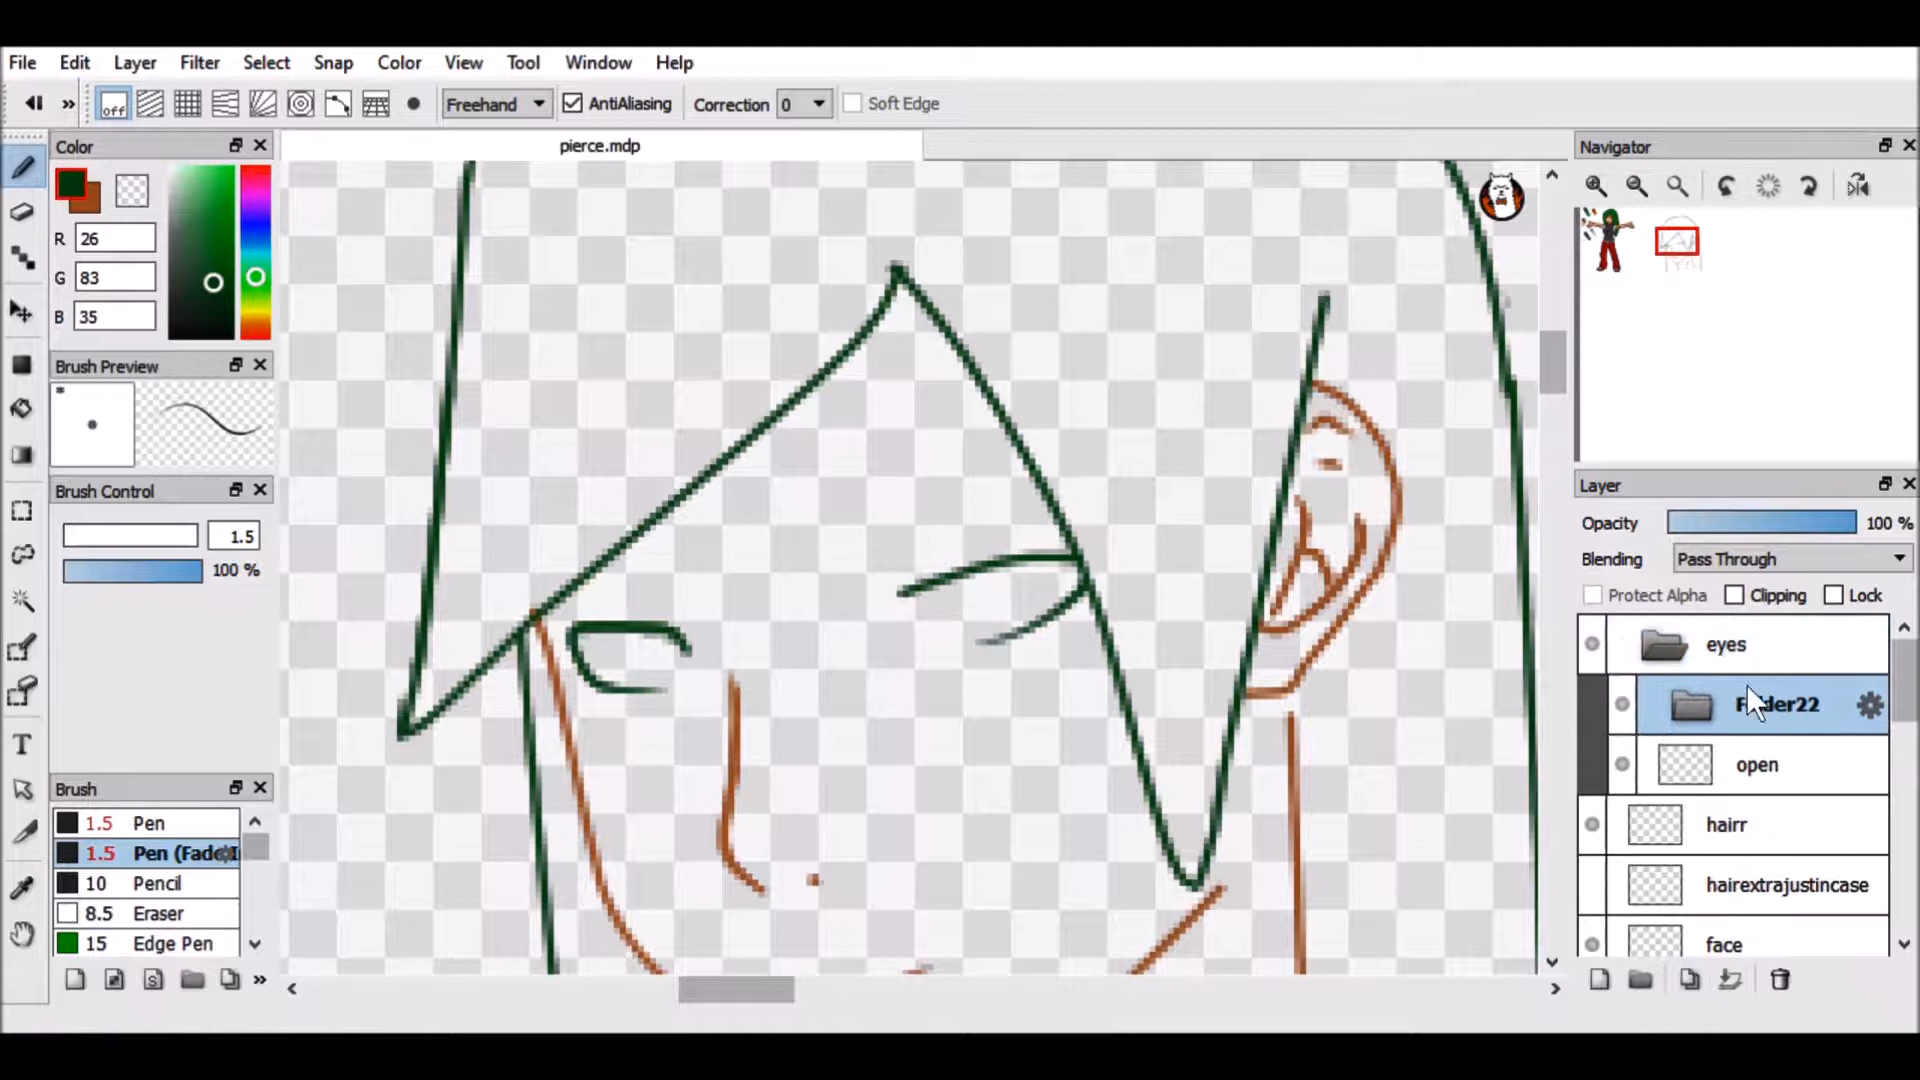 File Edit Layer Filter Select Snap Color View Tool Window Help
off Freehand AntiAliasing Correction 0 Soft Edge
Color
pierce.mdp
Navigator
R 26
G 83
B 35
Brush Preview
*
Brush Control
1.5
100 %
Layer
Opacity 100 %
Blending Pass Through
Protect Alpha Clipping Lock
eyes
open
hairr
hairextrajustincase
face
Brush
1.5 Pen
1.5 Pen
10 Pencil
8.5 Eraser
15 Edge Pen